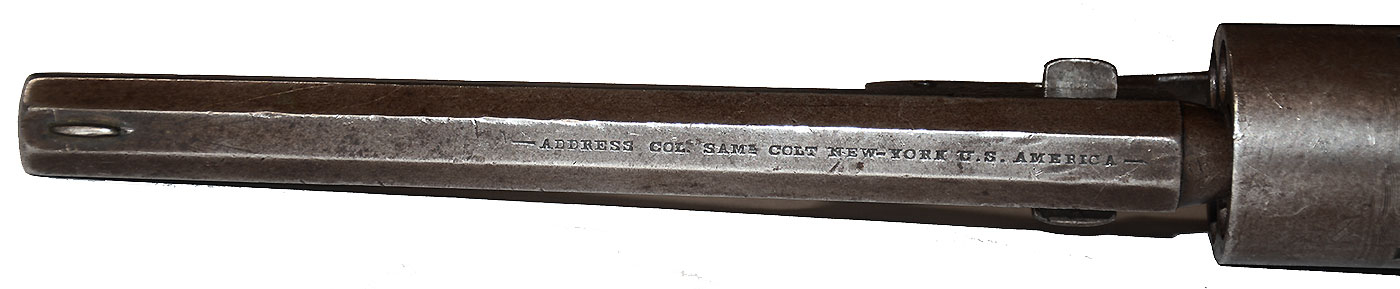 — ADDRESS COL. SAML COLT NEW-YORK U.S. AMERICA —